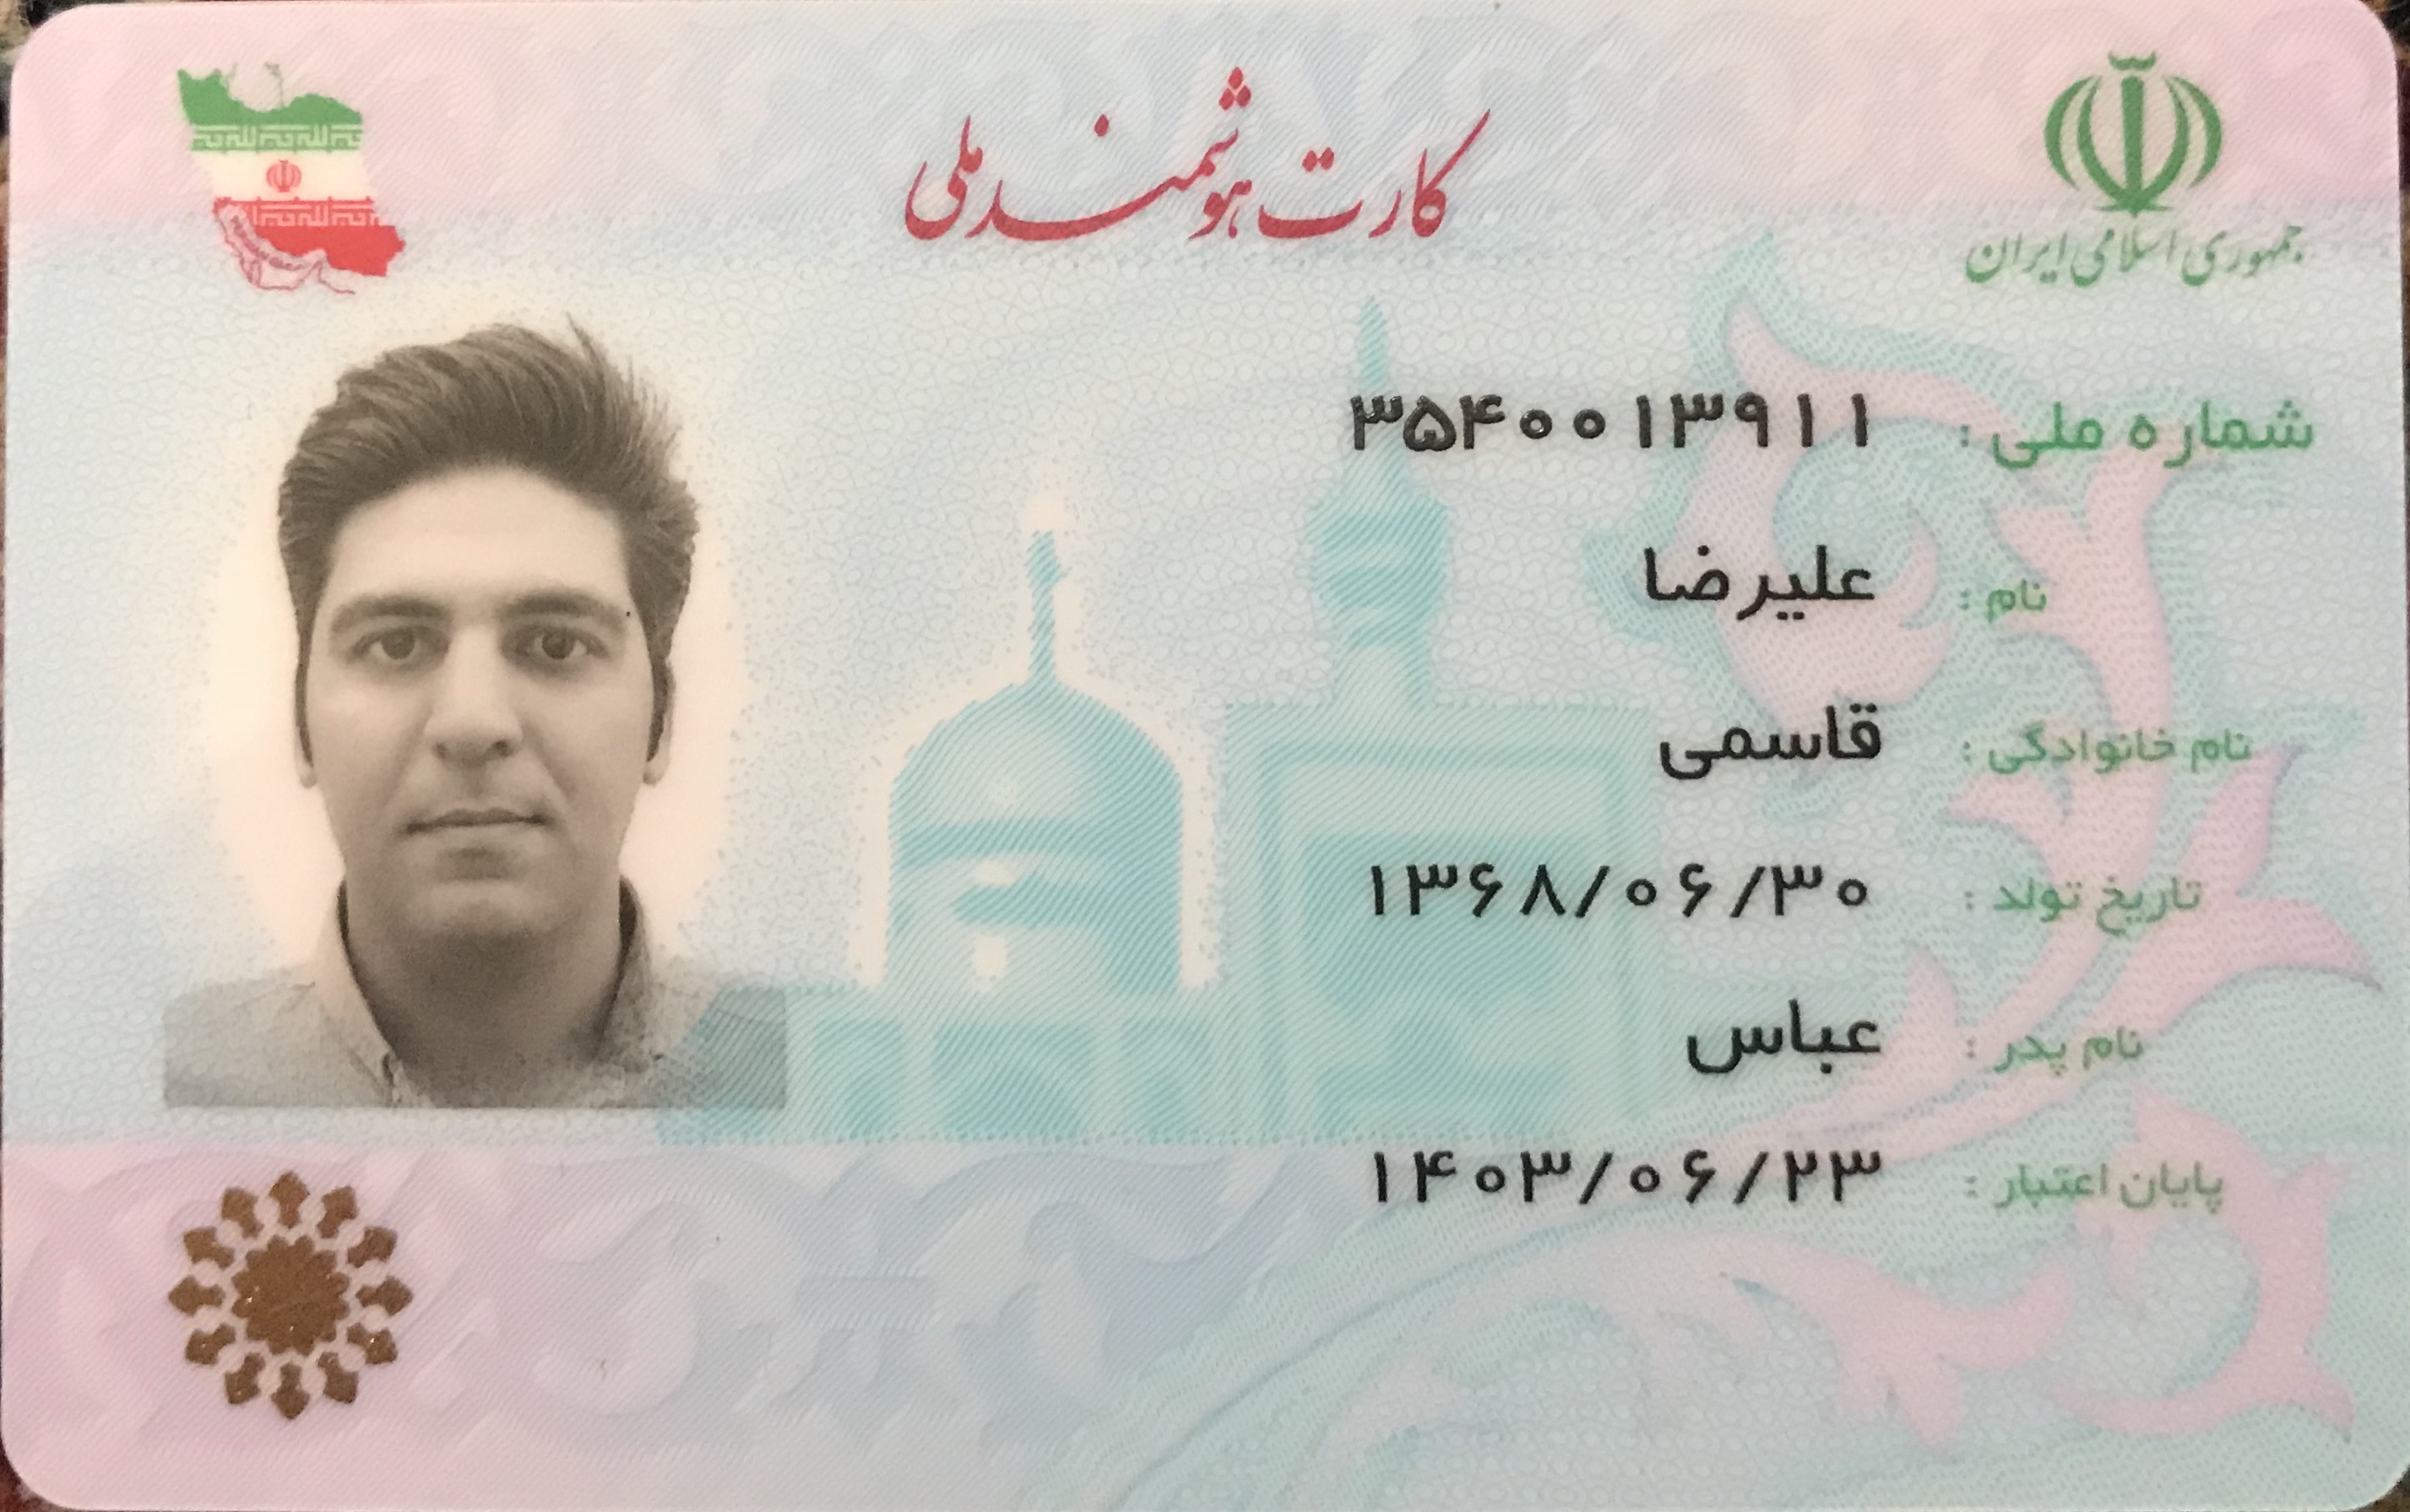 کارت هوشمند ملی
جمهوری اسلامی ایران
شماره ملی : ۳۵۴۰۰۱۳۹۱۱
نام : علیرضا
نام خانوادگی : قاسمی
تاریخ تولد : ۱۳۶۸/۰۶/۳۰
نام پدر : عباس
پایان اعتبار : ۱۴۰۳/۰۶/۲۳